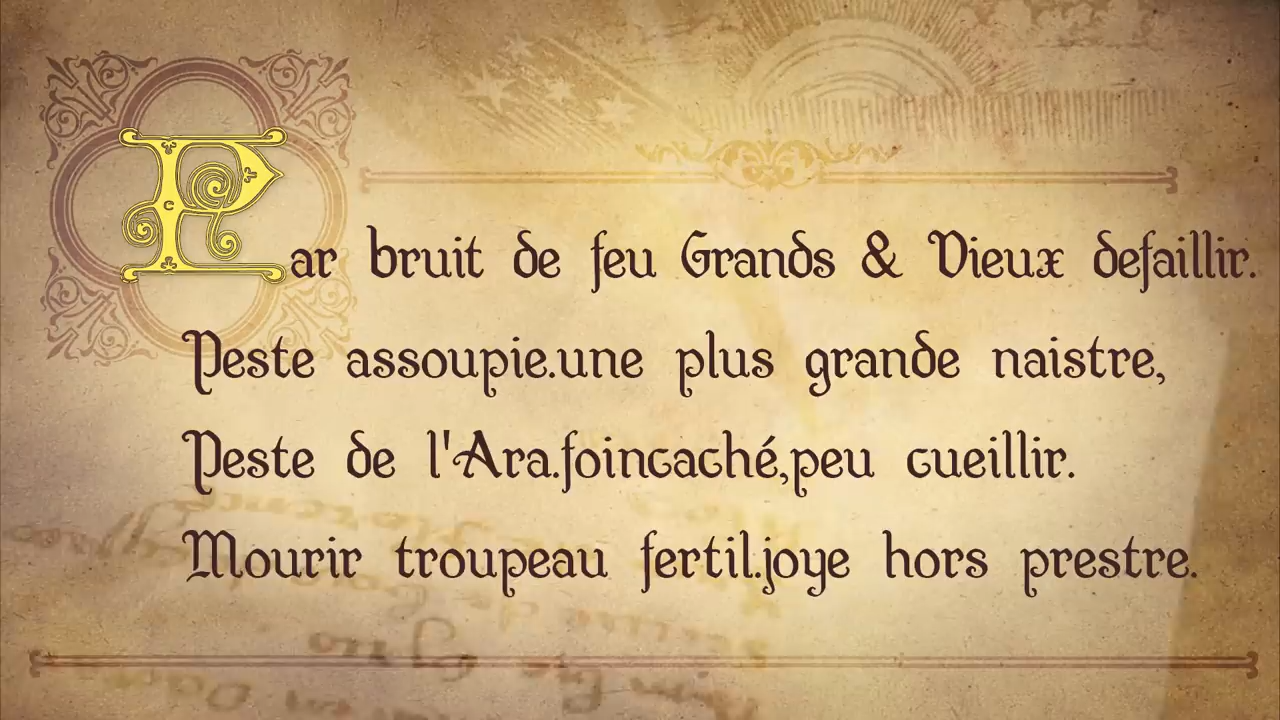 Par bruit de feu Grands & Vieux defaillir.
Peste assoupie.une plus grande naistre,
Peste de l'Ara.foincaché,peu cueillir.
Mourir troupeau fertil.joye hors prestre.